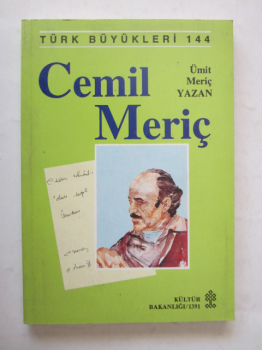 TÜRK BÜYÜKLERİ 144
Cemil
Meriç
Ümit
Meriç
YAZAN
KÜLTÜR
BAKANLIĞI/1391